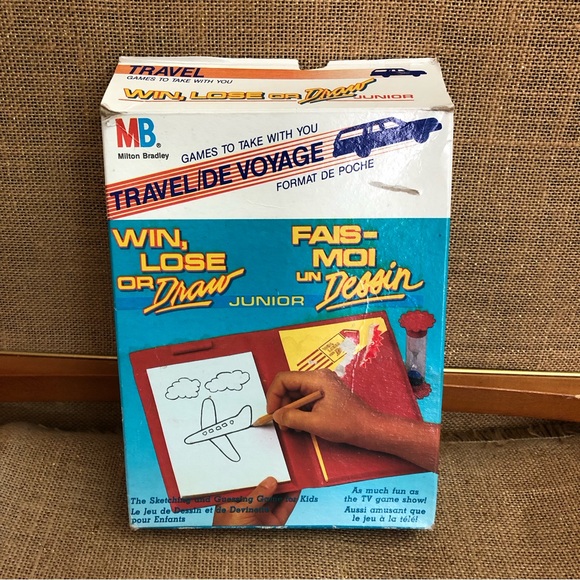 TRAVEL
GAMES TO TAKE WITH YOU
WIN, LOSE OR Draw JUNIOR
MB®
Milton Bradley
GAMES TO TAKE WITH YOU
TRAVEL/DE VOYAGE
FORMAT DE POCHE
WIN,
LOSE
OR Draw
JUNIOR
FAIS-
MOI
UN Dessin
The Sketching and Guessing Game for Kids
Le Jeu de Dessin et de Devinette
pour Enfants
As much fun as
the TV game show!
Aussi amusant que
le jeu à la télé!